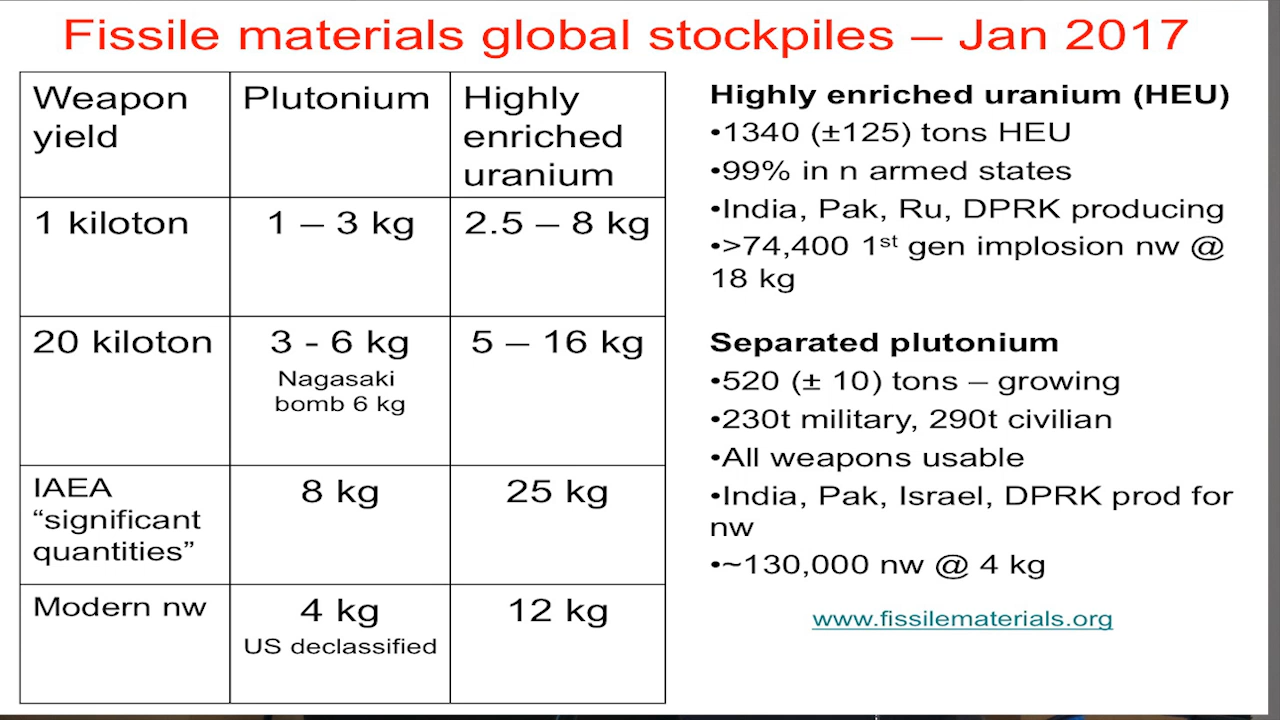 Fissile materials global stockpiles – Jan 2017
Weapon
yield
Plutonium
Highly
enriched
uranium
1 kiloton
1 – 3 kg
2.5 – 8 kg
20 kiloton
3 - 6 kg
Nagasaki
bomb 6 kg
5 – 16 kg
IAEA
“significant
quantities”
8 kg
25 kg
Modern nw
4 kg
US declassified
12 kg
Highly enriched uranium (HEU)
•1340 (±125) tons HEU
•99% in n armed states
•India, Pak, Ru, DPRK producing
•>74,400 1st gen implosion nw @
18 kg
Separated plutonium
•520 (± 10) tons – growing
•230t military, 290t civilian
•All weapons usable
•India, Pak, Israel, DPRK prod for
nw
•~130,000 nw @ 4 kg
www.fissilematerials.org